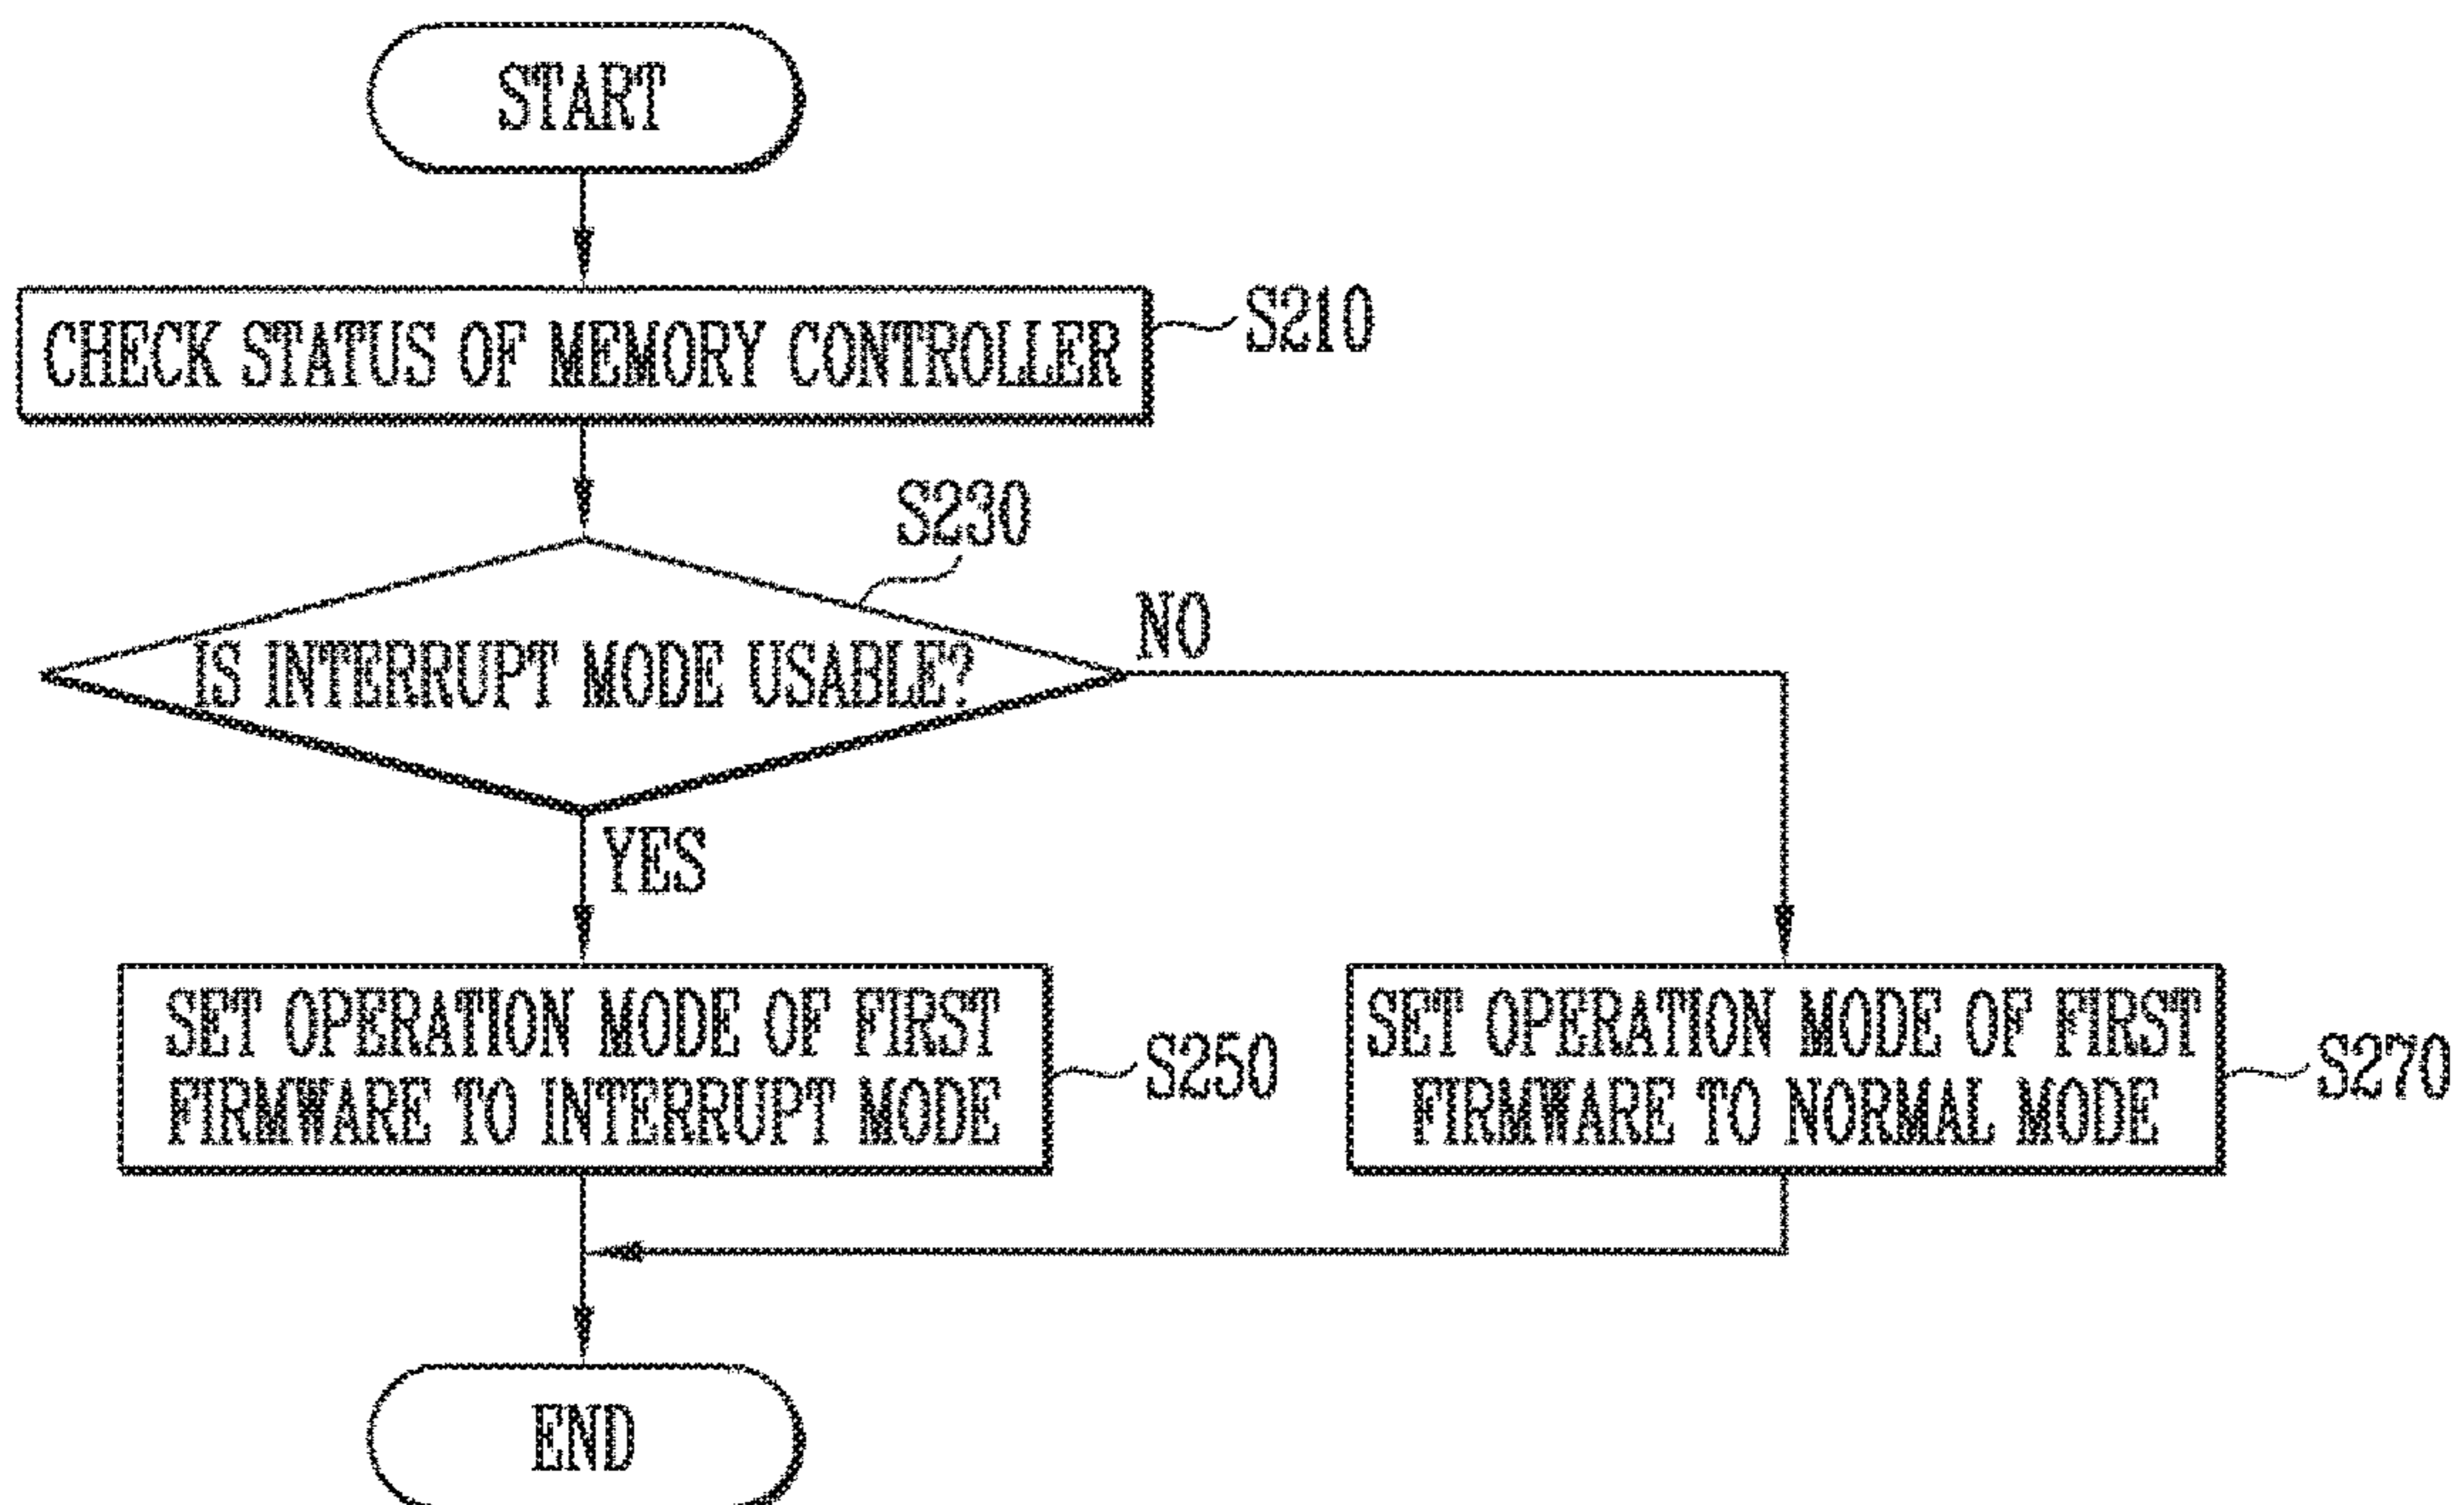 START
CHECK STATUS OF MEMORY CONTROLLER
S210
S230
IS INTERRUPT MODE USABLE?
NO
YES
SET OPERATION MODE OF FIRST
FIRMWARE TO INTERRUPT MODE
S250
SET OPERATION MODE OF FIRST
FIRMWARE TO NORMAL MODE
S270
END